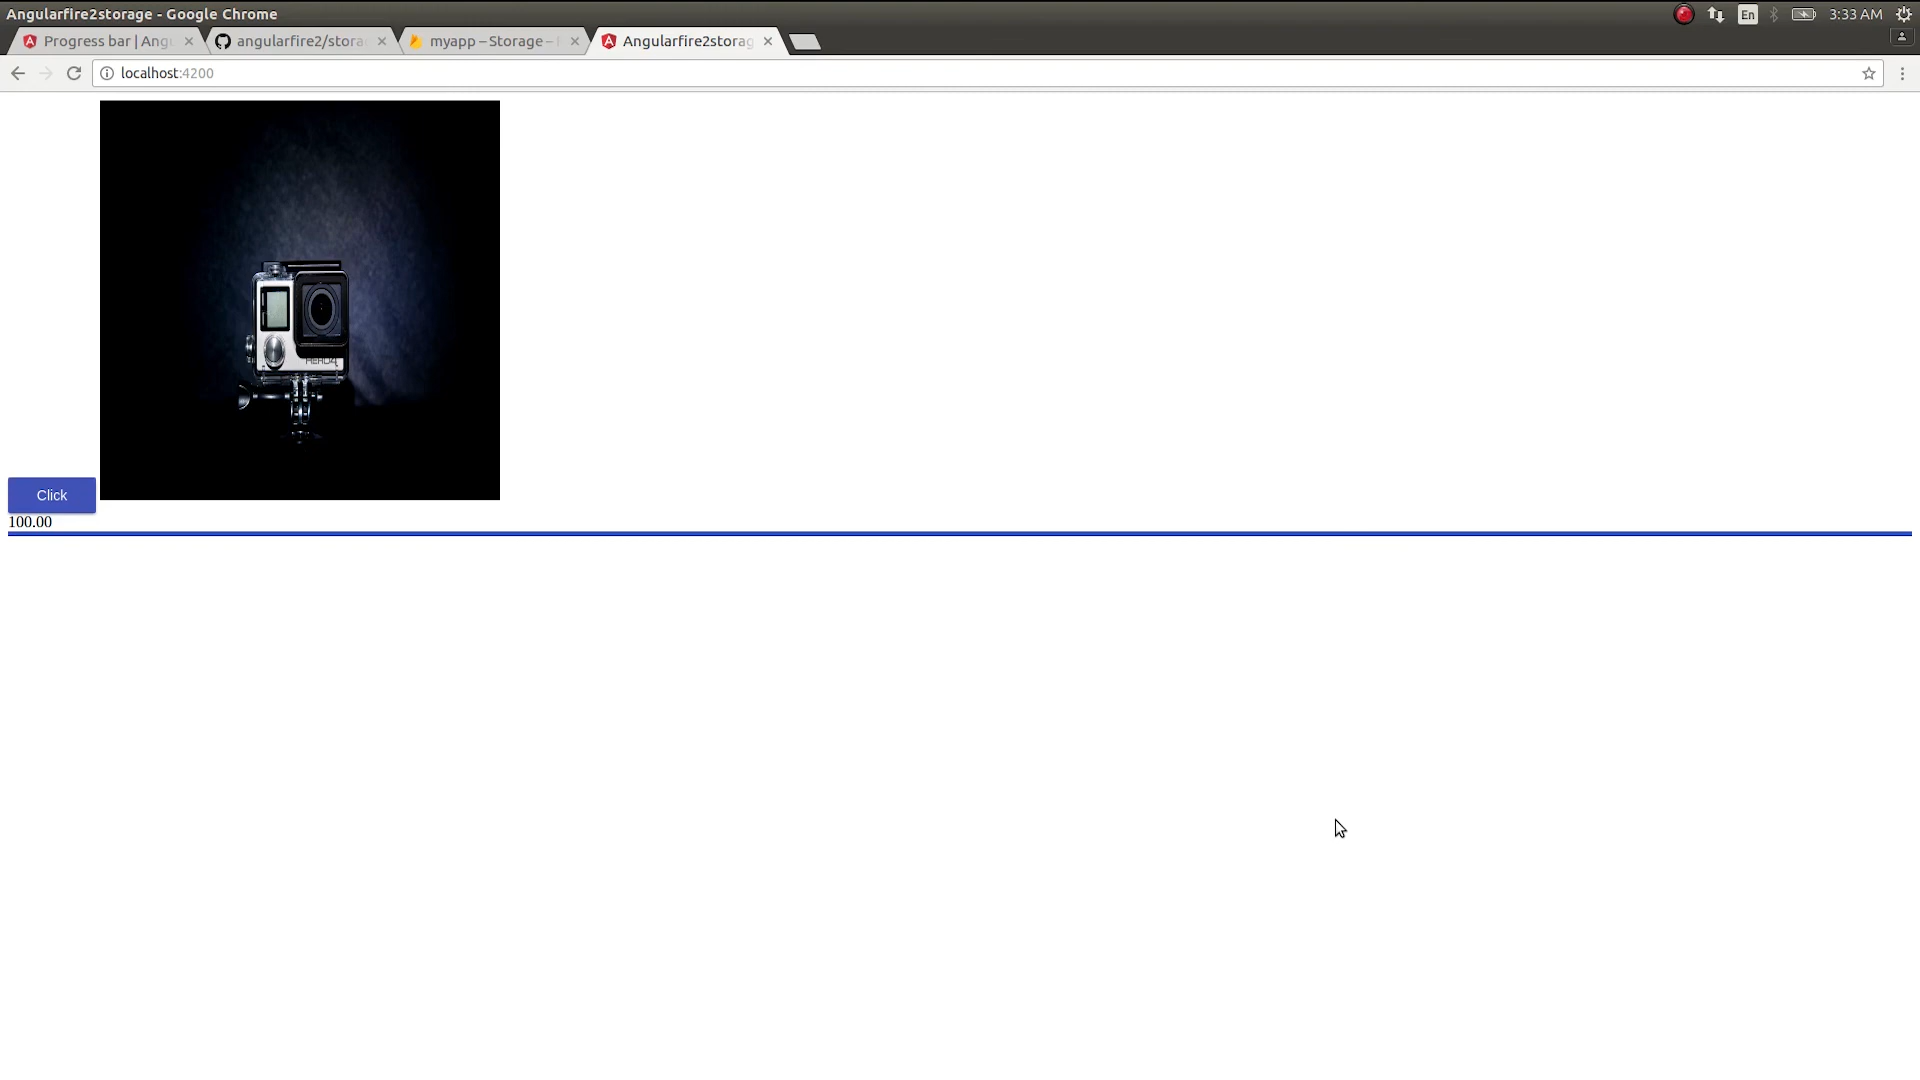 Angularfire2storage - Google Chrome
En
3:33 AM
Progress bar | Angu
angularfire2/stora
myapp – Storage –
Angularfire2storag
localhost:4200
Click
100.00